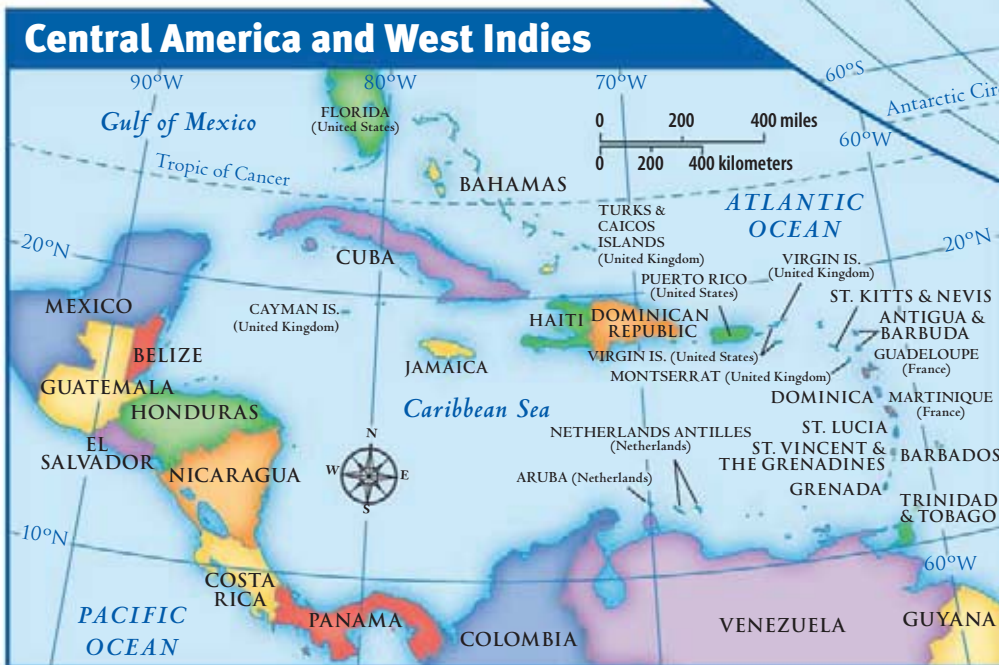 Central America and West Indies
90°W
80°W
70°W
60°S
Antarctic Cir
60°W
Gulf of Mexico
FLORIDA
(United States)
0 200 400 miles
0 200 400 kilometers
Tropic of Cancer
BAHAMAS
ATLANTIC
OCEAN
TURKS &
CAICOS
ISLANDS
(United Kingdom)
20°N
20°N
CUBA
VIRGIN IS.
(United Kingdom)
PUERTO RICO
(United States)
MEXICO
CAYMAN IS.
(United Kingdom)
HAITI
DOMINICAN
REPUBLIC
ST. KITTS & NEVIS
ANTIGUA &
BARBUDA
BELIZE
JAMAICA
VIRGIN IS. (United States)
GUADELOUPE
(France)
MONTSERRAT (United Kingdom)
GUATEMALA
HONDURAS
Caribbean Sea
DOMINICA
MARTINIQUE
(France)
EL
SALVADOR
NICARAGUA
N
W
E
S
NETHERLANDS ANTILLES
(Netherlands)
ST. LUCIA
ST. VINCENT &
THE GRENADINES
BARBADOS
ARUBA (Netherlands)
GRENADA
TRINIDAD
& TOBAGO
10°N
60°W
COSTA
RICA
PACIFIC
OCEAN
PANAMA
COLOMBIA
VENEZUELA
GUYANA